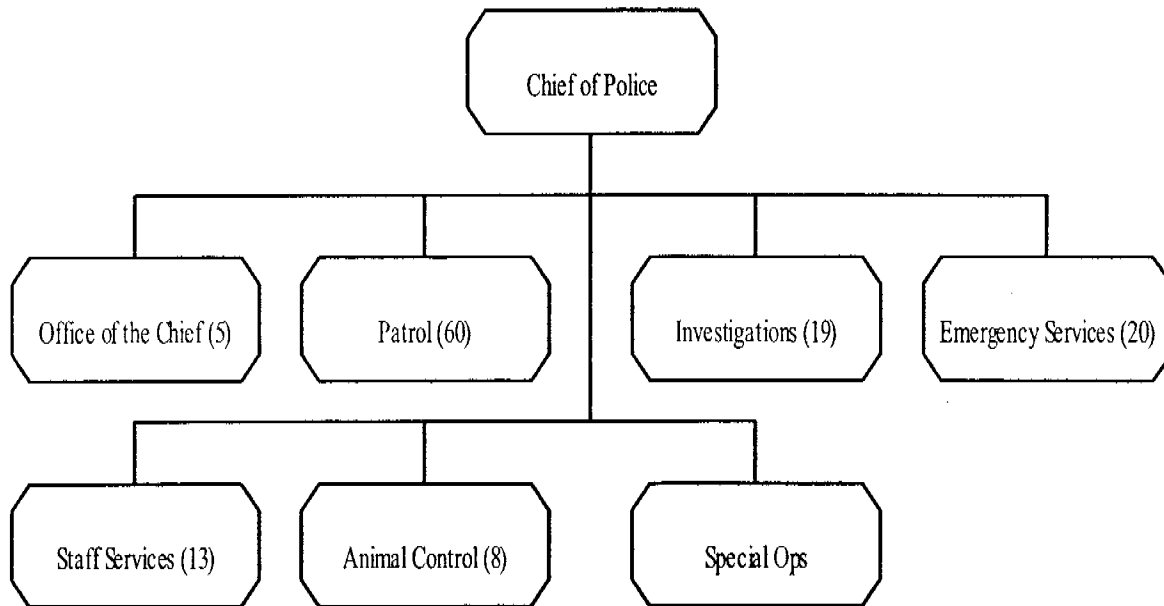 Chief of Police
Office of the Chief (5)
Patrol (60)
Investigations (19)
Emergency Services (20)
Staff Services (13)
Animal Control (8)
Special Ops